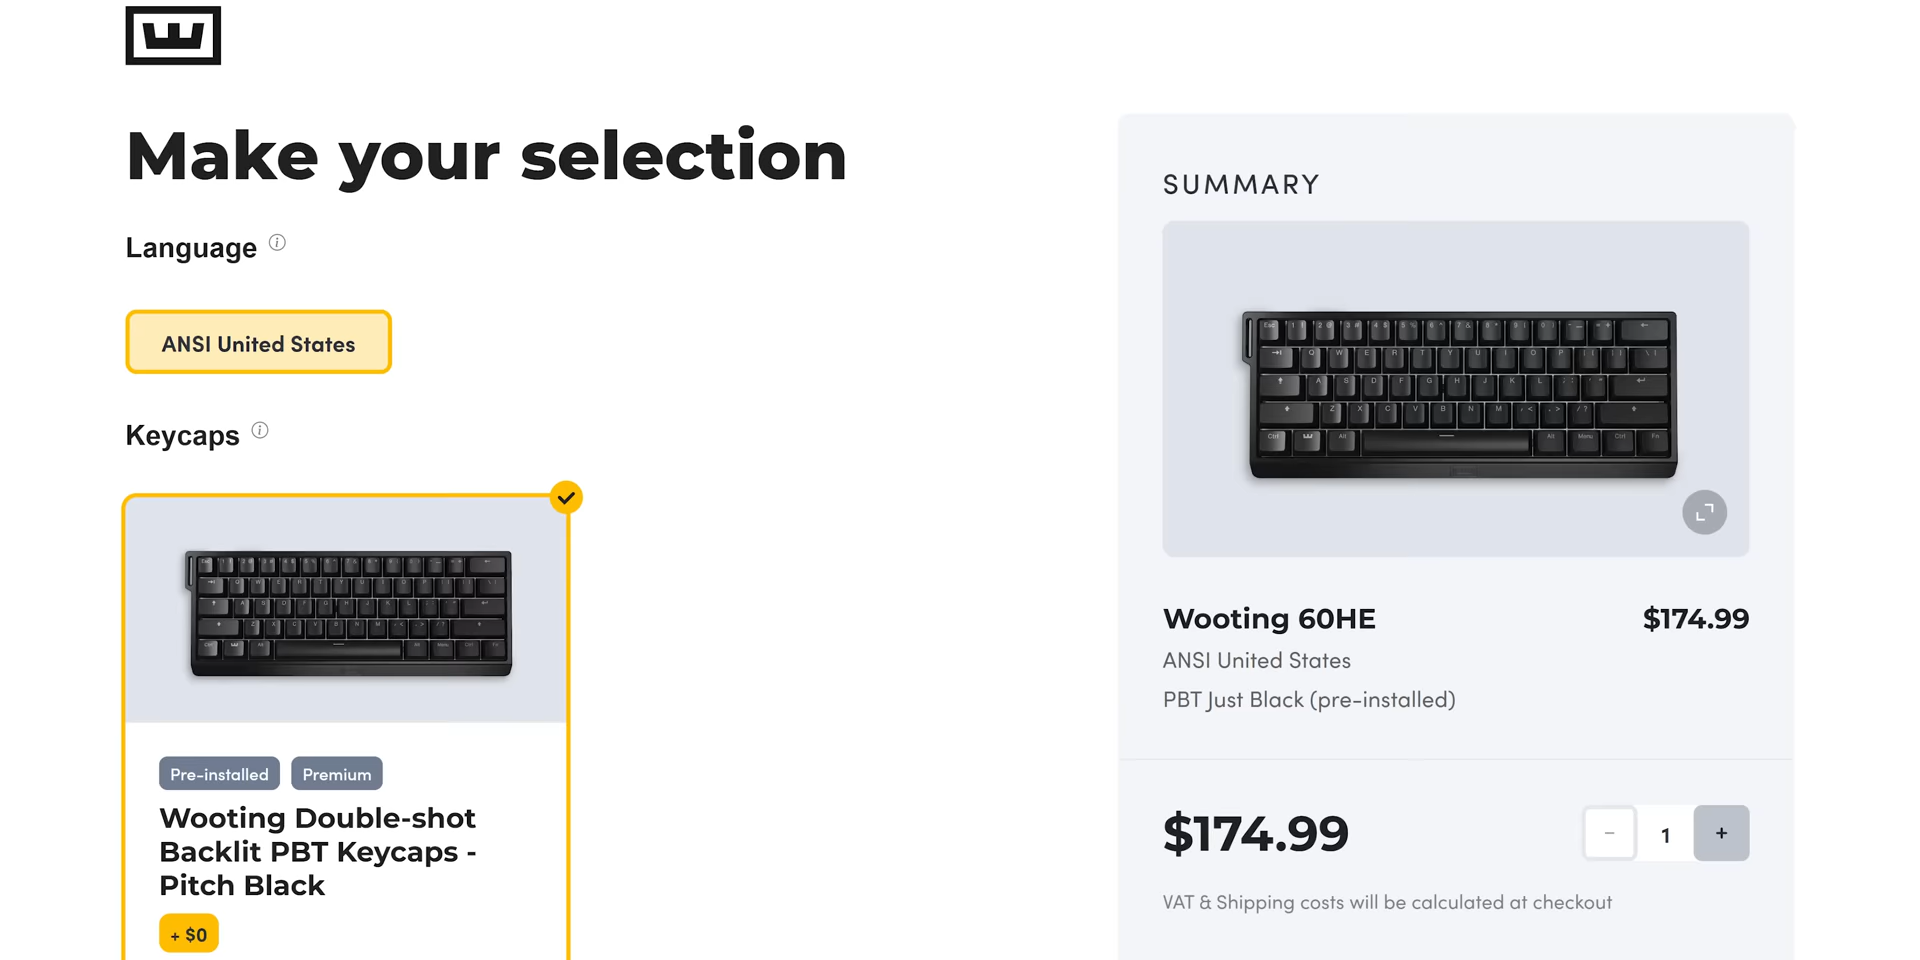 Make your selection
Language
ANSI United States
Keycaps
Pre-installed
Premium
Wooting Double-shot
Backlit PBT Keycaps -
Pitch Black
+ $0
SUMMARY
Wooting 60HE
$174.99
ANSI United States
PBT Just Black (pre-installed)
$174.99
−
1
+
VAT & Shipping costs will be calculated at checkout